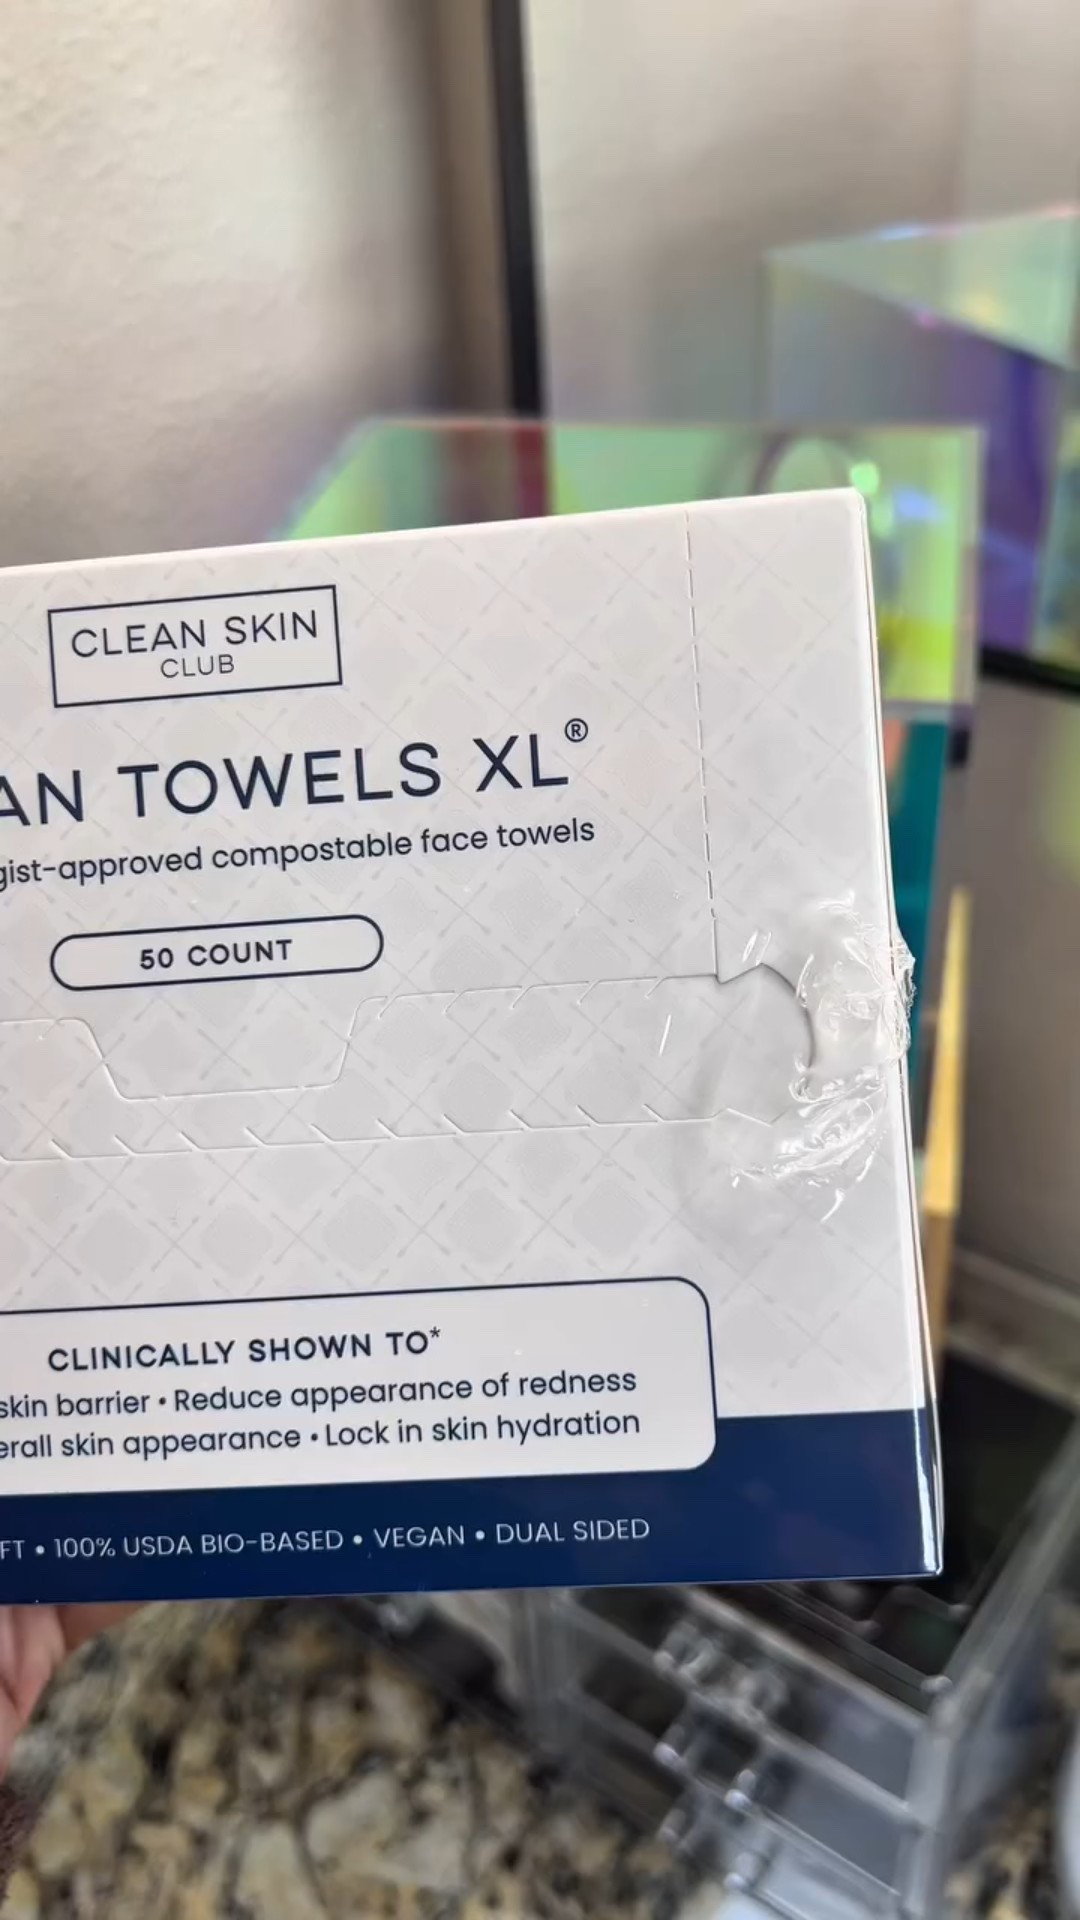 CLEAN SKIN
CLUB
AN TOWELS XL®
gist-approved compostable face towels
50 COUNT
CLINICALLY SHOWN TO*
skin barrier • Reduce appearance of redness
erall skin appearance • Lock in skin hydration
FT • 100% USDA BIO-BASED • VEGAN • DUAL SIDED